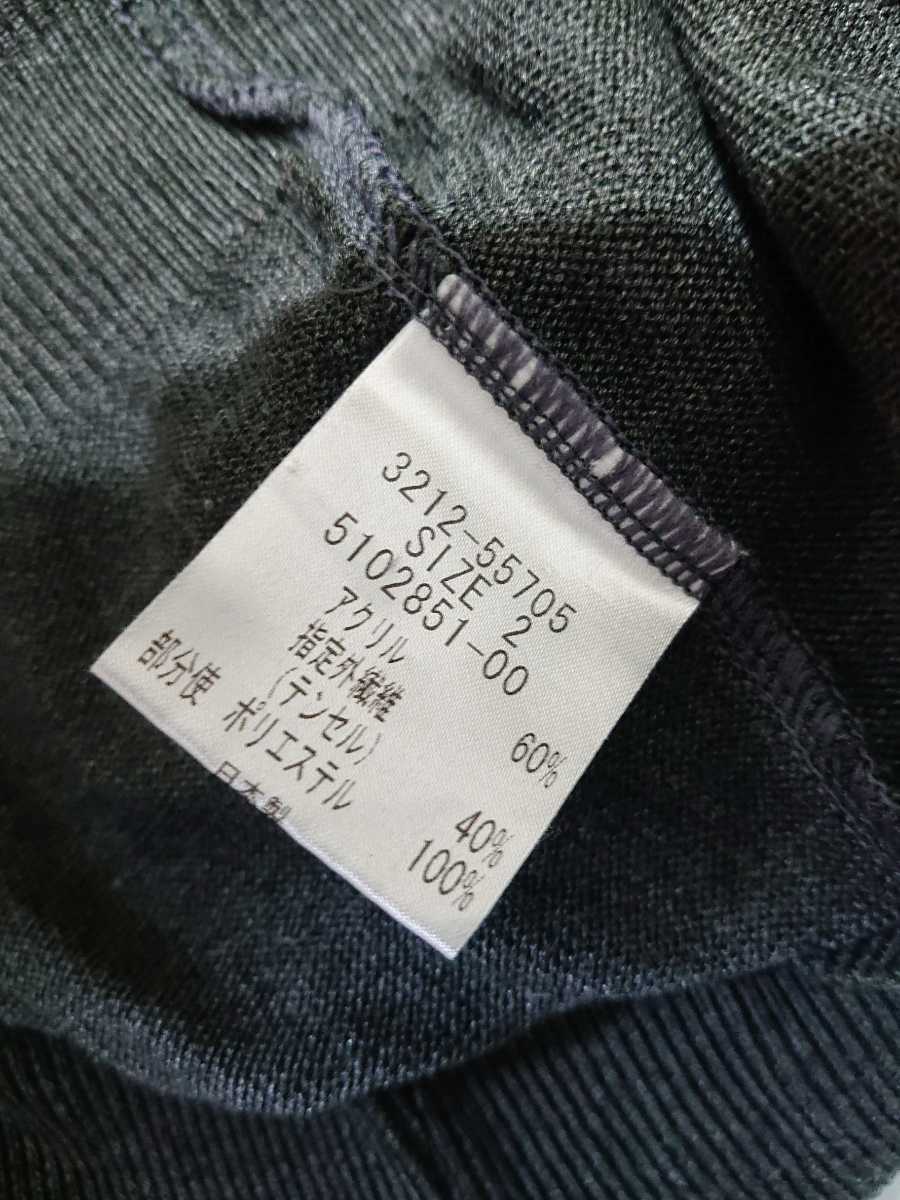 3212-55705
SIZE 2
5102851-00
アクリル 60%
指定外繊維
(テンセル) 40%
部分使 ポリエステル 100%
日本製